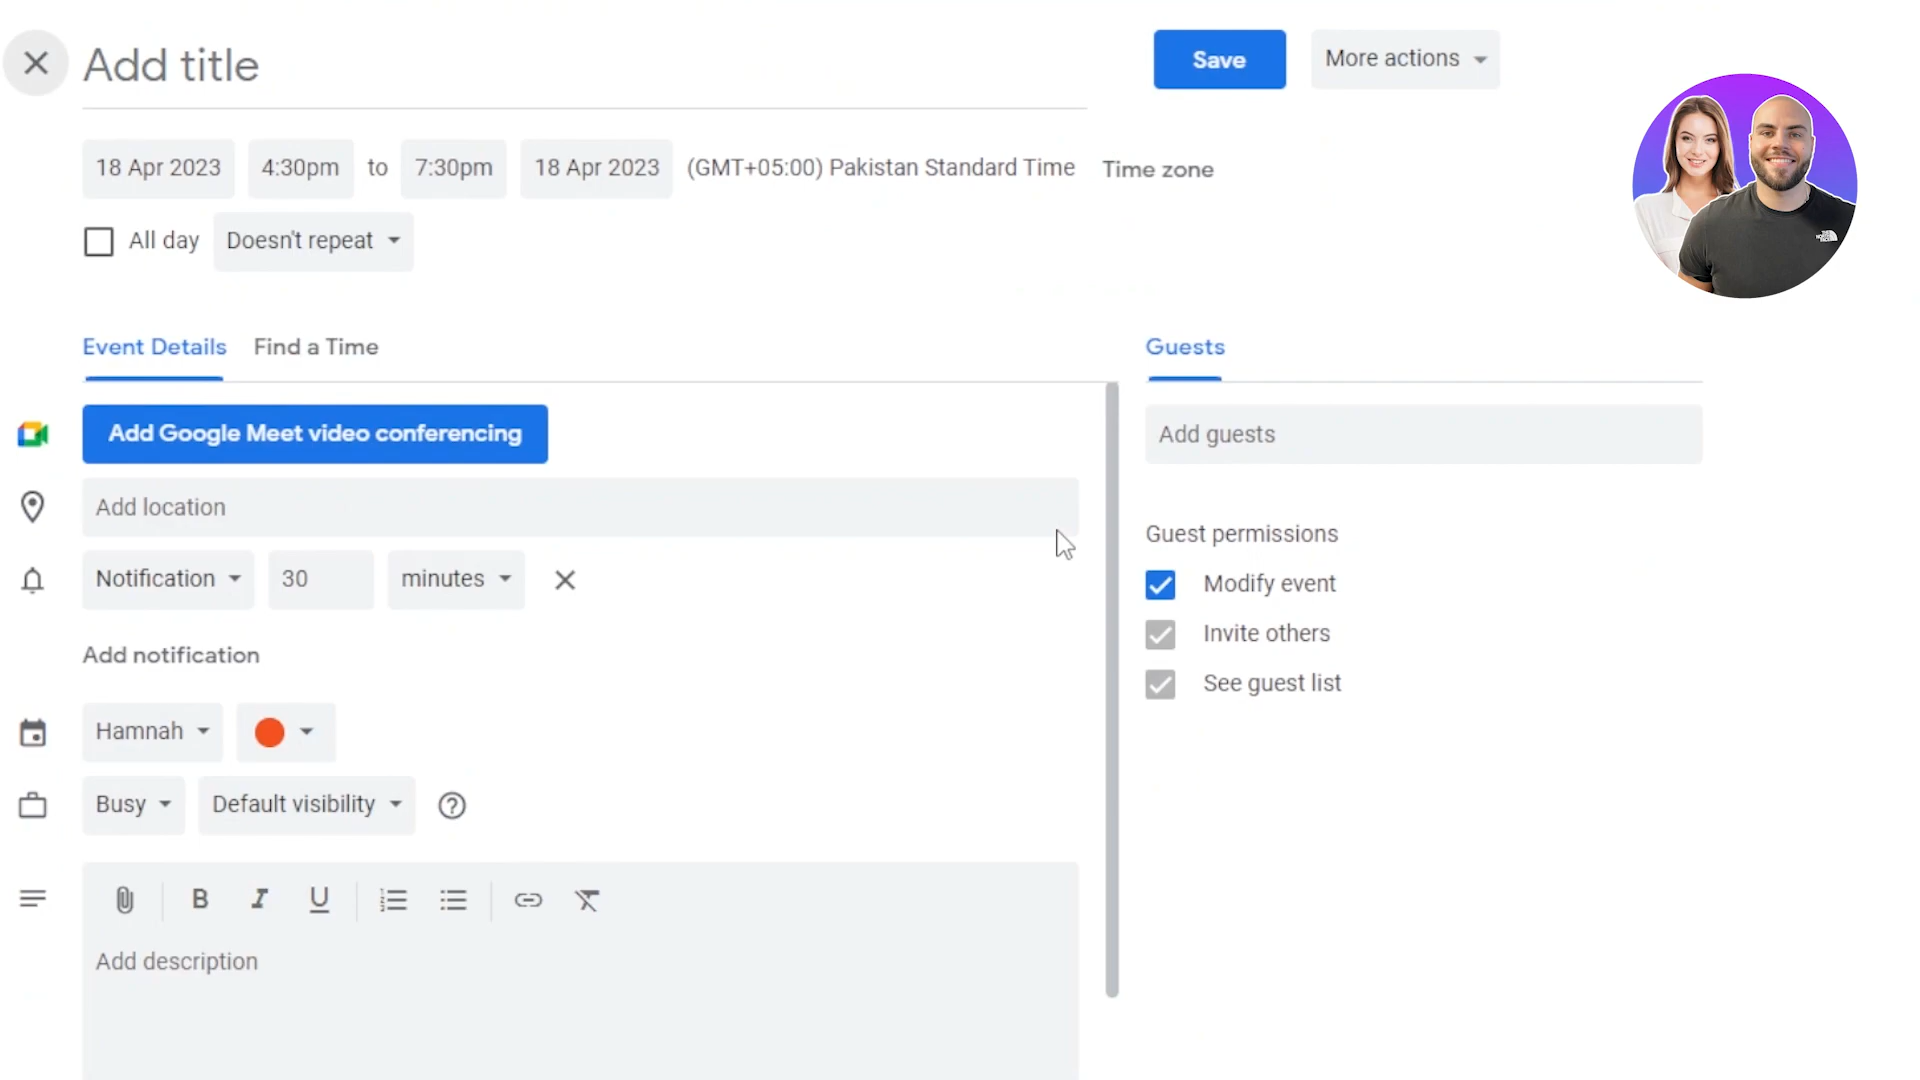 Add title
Save
More actions
18 Apr 2023 4:30pm to 7:30pm 18 Apr 2023 (GMT+05:00) Pakistan Standard Time Time zone
All day Doesn't repeat
Event Details Find a Time
Guests
Add Google Meet video conferencing
Add guests
Add location
Guest permissions
Notification 30 minutes
Modify event
Invite others
Add notification
See guest list
Hamnah
Busy Default visibility
B I U
Add description